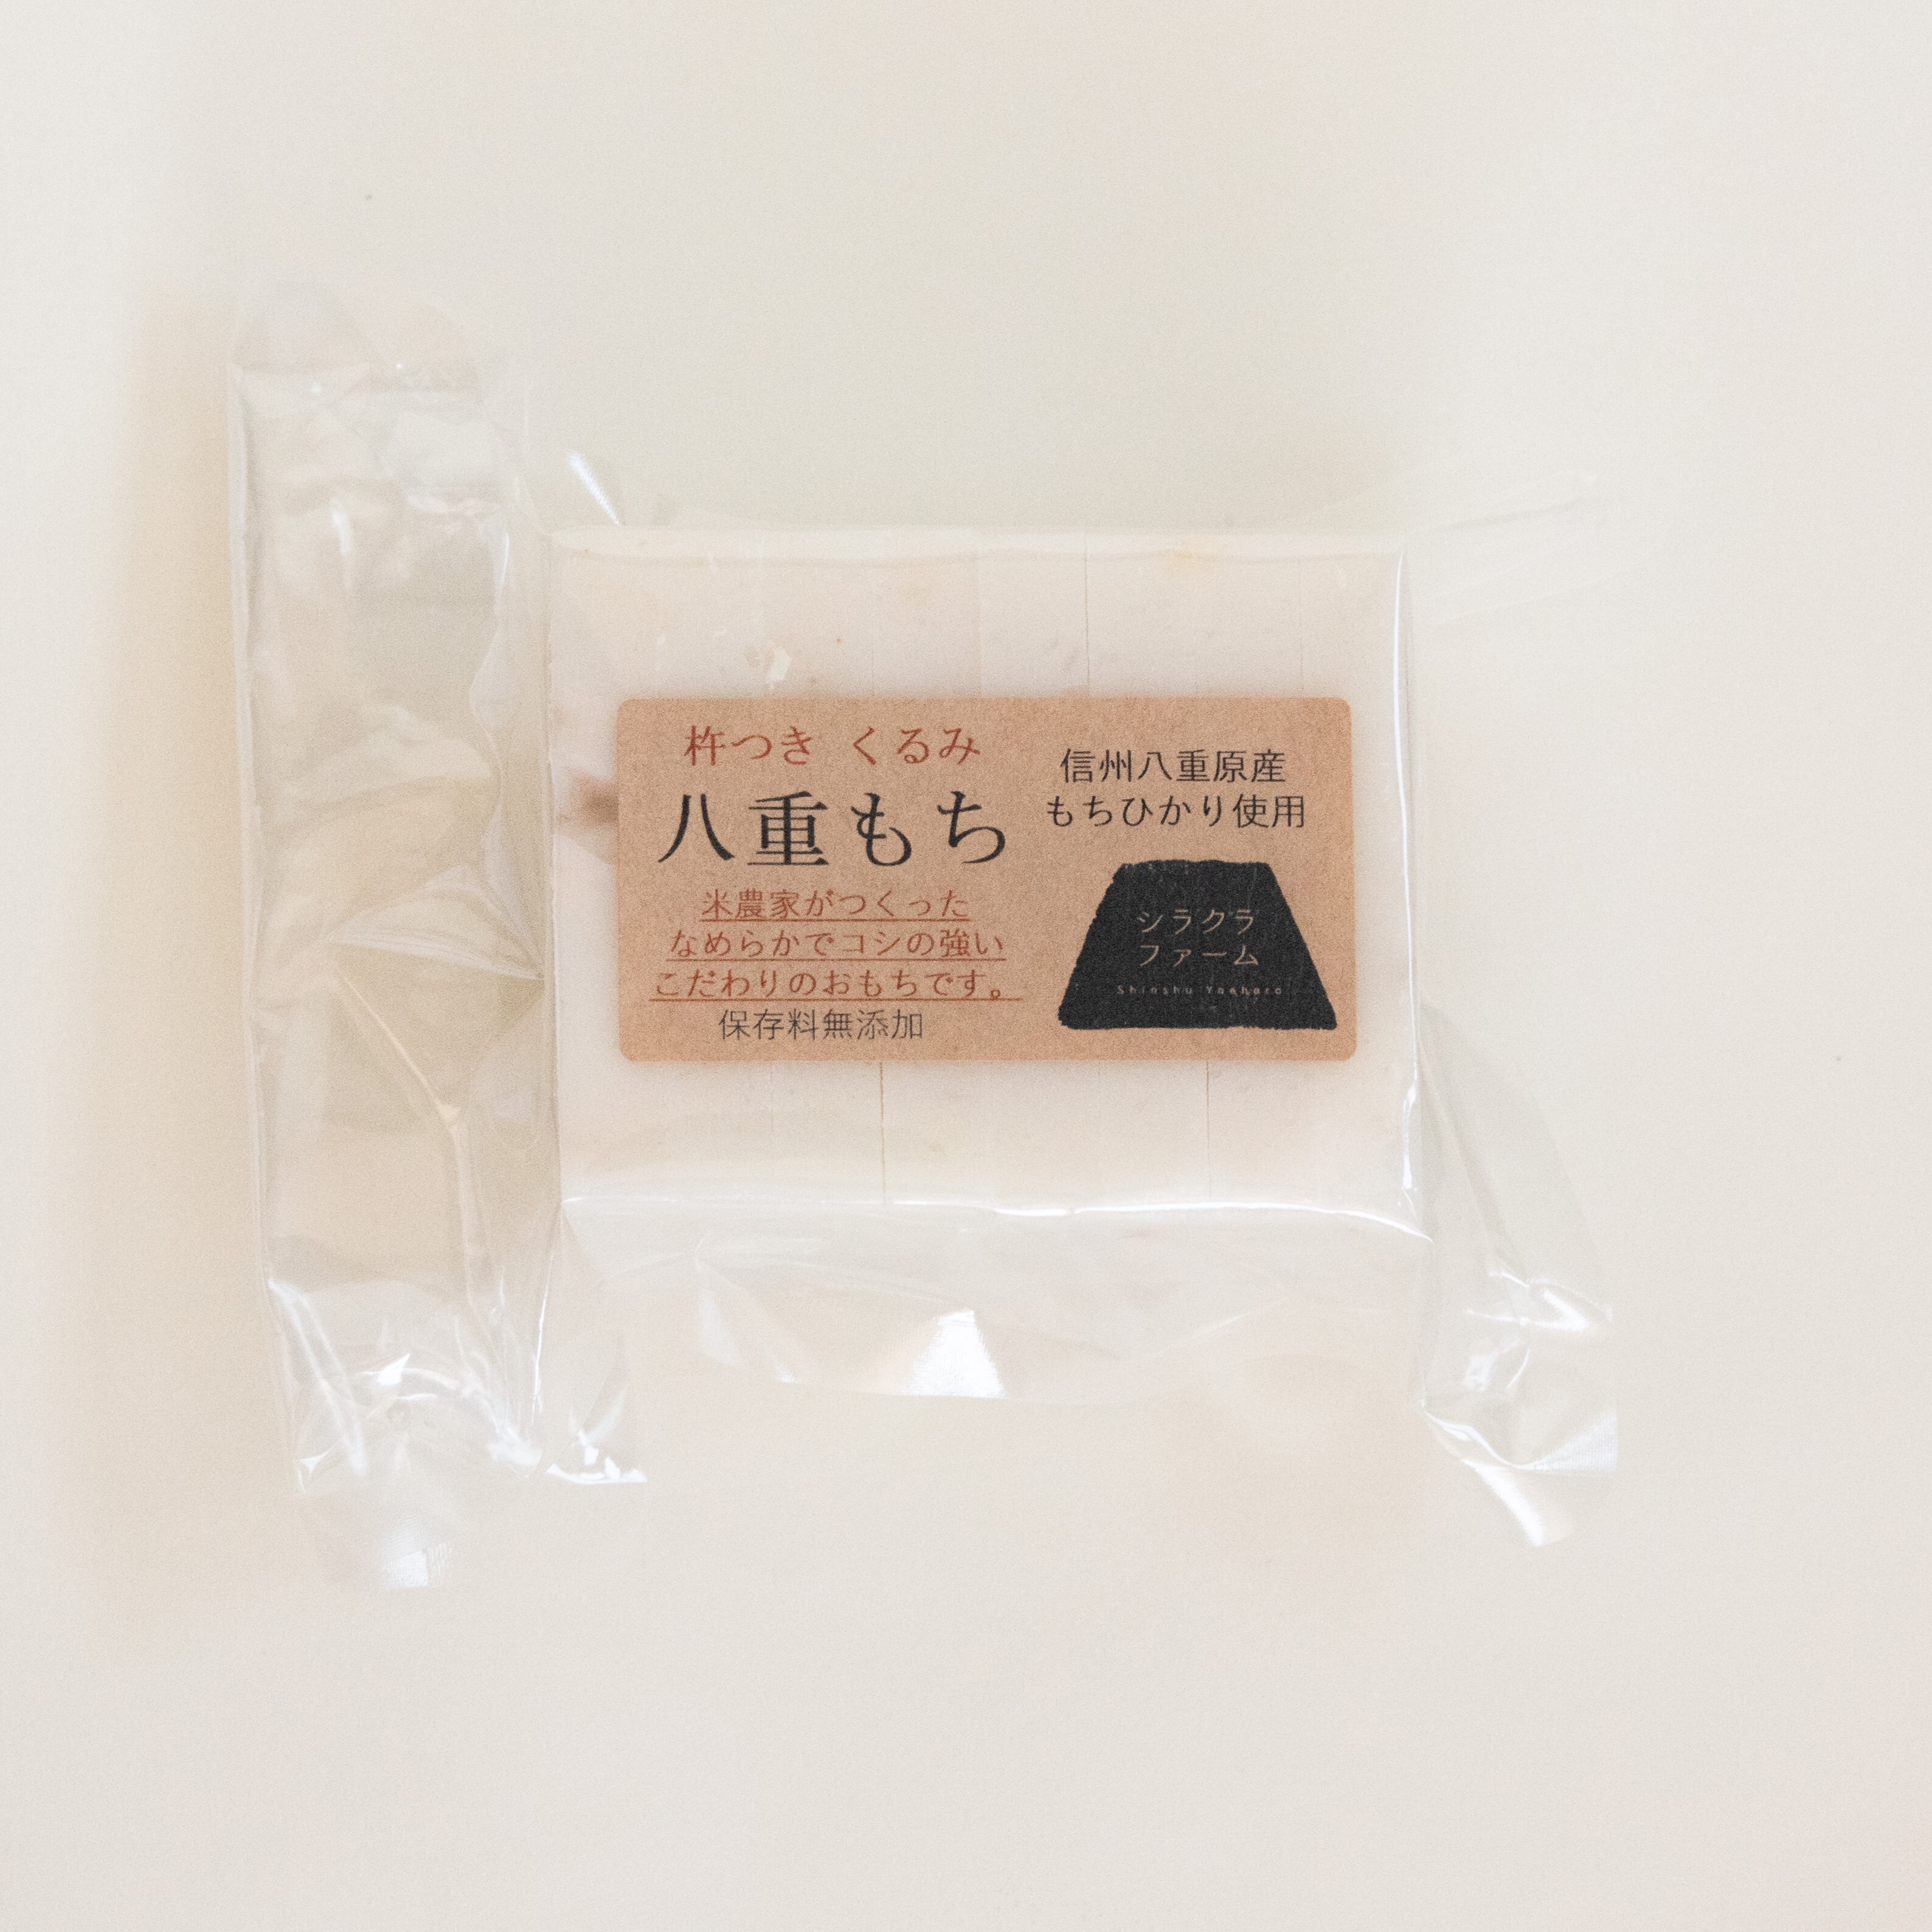 杵つき くるみ
八重もち
米農家がつくった
なめらかでコシの強い
こだわりのおもちです。
保存料無添加
信州八重原産
もちひかり使用
シラクラ
ファーム
Shinshu Yaehara